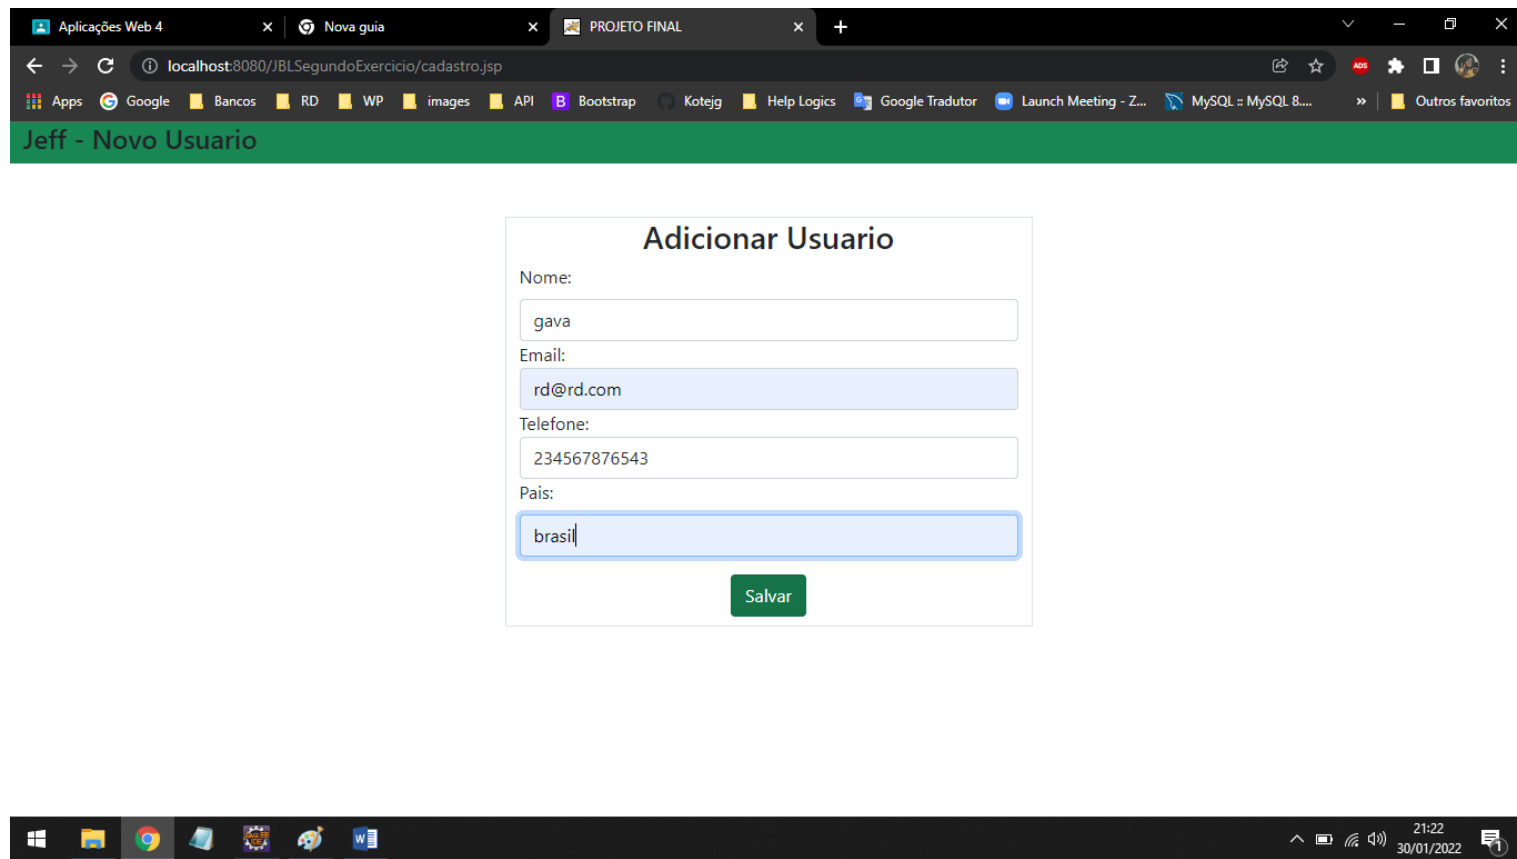 Aplicações Web 4
Nova guia
PROJETO FINAL
localhost:8080/JBLSegundoExercicio/cadastro.jsp
ADS
Apps Google Bancos RD WP images API B Bootstrap Kotejg Help Logics Google Tradutor Launch Meeting - Z... MySQL :: MySQL 8.... » Outros favoritos
Jeff - Novo Usuario
Adicionar Usuario
Nome:
gava
Email:
rd@rd.com
Telefone:
234567876543
Pais:
brasil
Salvar
21:22
30/01/2022
1